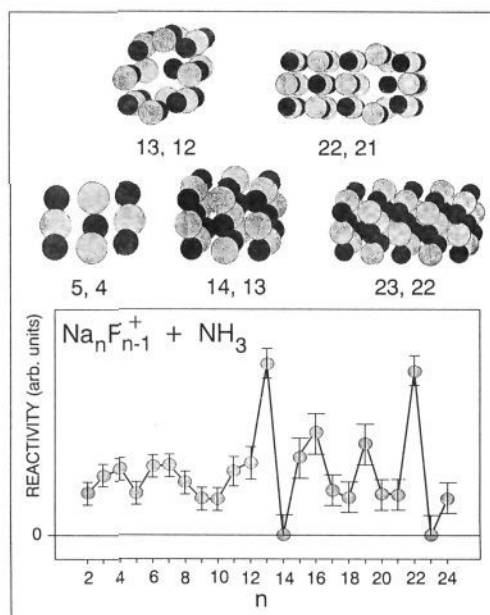 13, 12
22, 21
5, 4
14, 13
23, 22
Na_nF_{n-1}^+ + NH_3
REACTIVITY (arb. units)
0
2 4 6 8 10 12 14 16 18 20 22 24
n